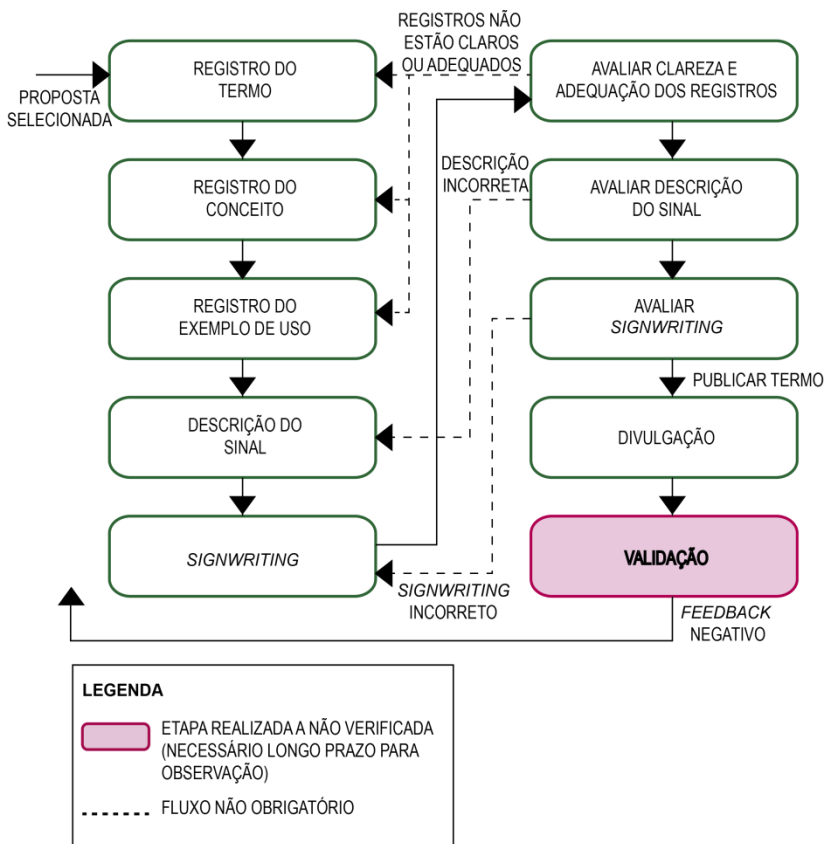 PROPOSTA
SELECIONADA
REGISTRO DO
TERMO
REGISTROS NÃO
ESTÃO CLAROS
OU ADEQUADOS
AVALIAR CLAREZA E
ADEQUAÇÃO DOS REGISTROS
REGISTRO DO
CONCEITO
DESCRIÇÃO
INCORRETA
AVALIAR DESCRIÇÃO
DO SINAL
REGISTRO DO
EXEMPLO DE USO
AVALIAR
SIGNWRITING
PUBLICAR TERMO
DESCRIÇÃO DO
SINAL
DIVULGAÇÃO
SIGNWRITING
SIGNWRITING
INCORRETO
VALIDAÇÃO
FEEDBACK
NEGATIVO
LEGENDA
ETAPA REALIZADA A NÃO VERIFICADA
(NECESSÁRIO LONGO PRAZO PARA
OBSERVAÇÃO)
FLUXO NÃO OBRIGATÓRIO